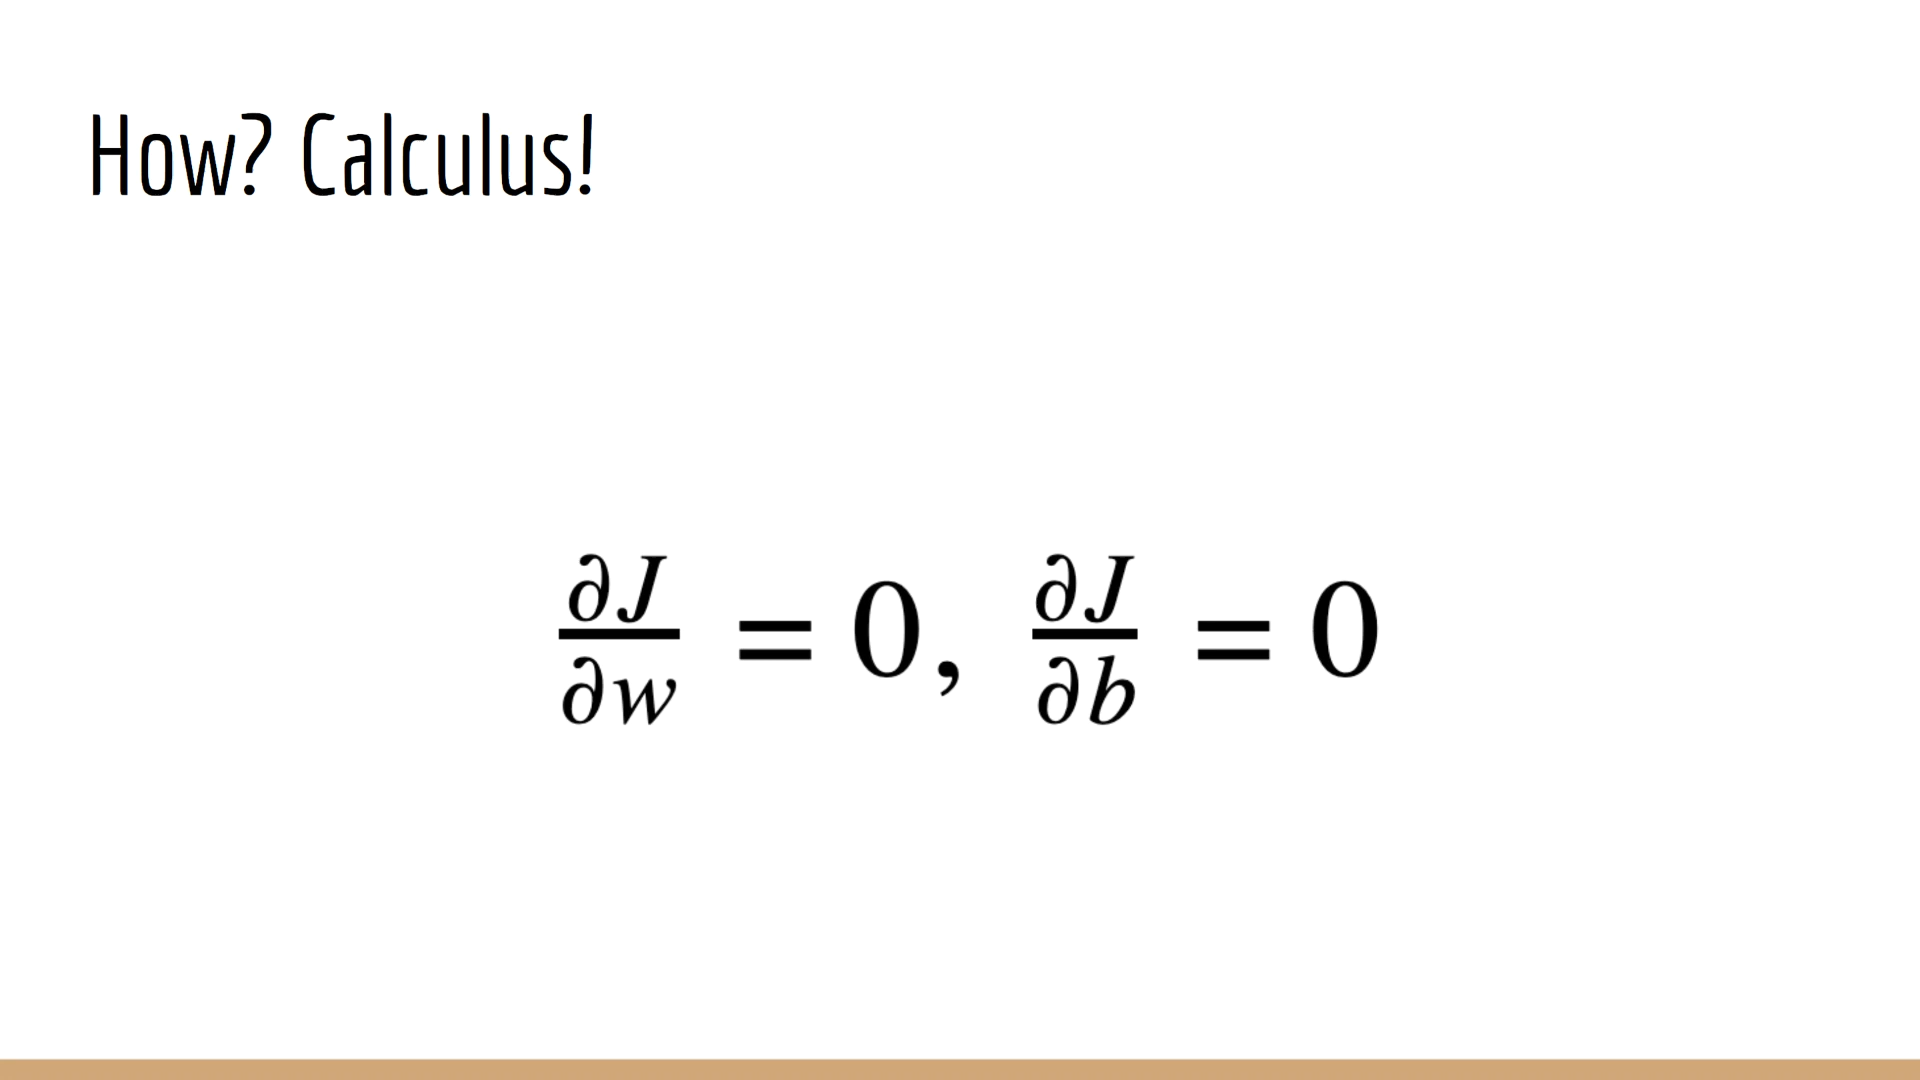 How? Calculus!
∂J/∂w = 0, ∂J/∂b = 0